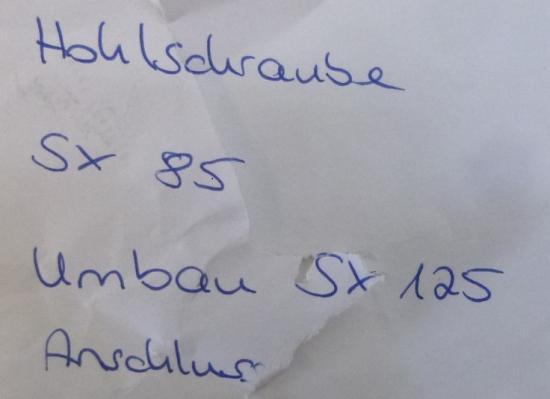 Hohlschraube
SX 85
Umbau SX 125
Anschluss